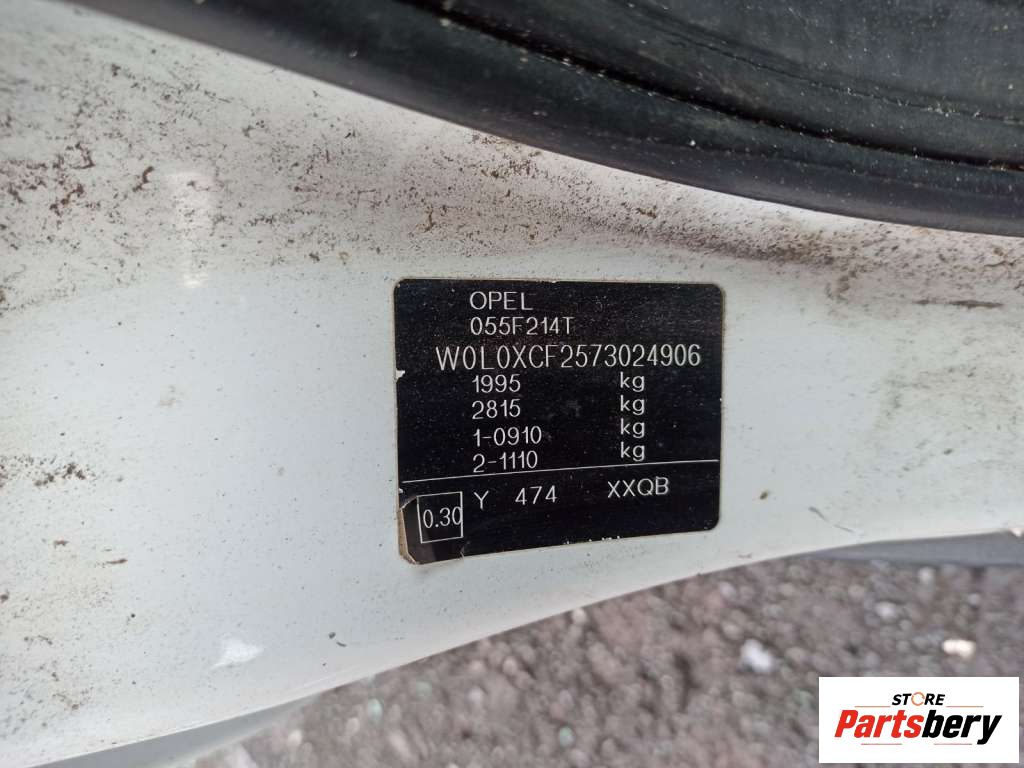 OPEL
055F214T
W0L0XCF2573024906
1995 kg
2815 kg
1-0910 kg
2-1110 kg
0.30 Y 474 XXQB
STORE
Partsbery